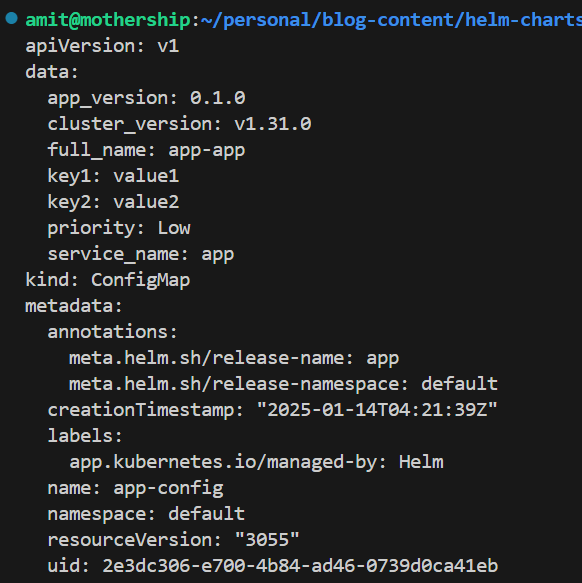 amit@mothership:~/personal/blog-content/helm-charts
apiVersion: v1
data:
  app_version: 0.1.0
  cluster_version: v1.31.0
  full_name: app-app
  key1: value1
  key2: value2
  priority: Low
  service_name: app
kind: ConfigMap
metadata:
  annotations:
    meta.helm.sh/release-name: app
    meta.helm.sh/release-namespace: default
  creationTimestamp: "2025-01-14T04:21:39Z"
  labels:
    app.kubernetes.io/managed-by: Helm
  name: app-config
  namespace: default
  resourceVersion: "3055"
  uid: 2e3dc306-e700-4b84-ad46-0739d0ca41eb